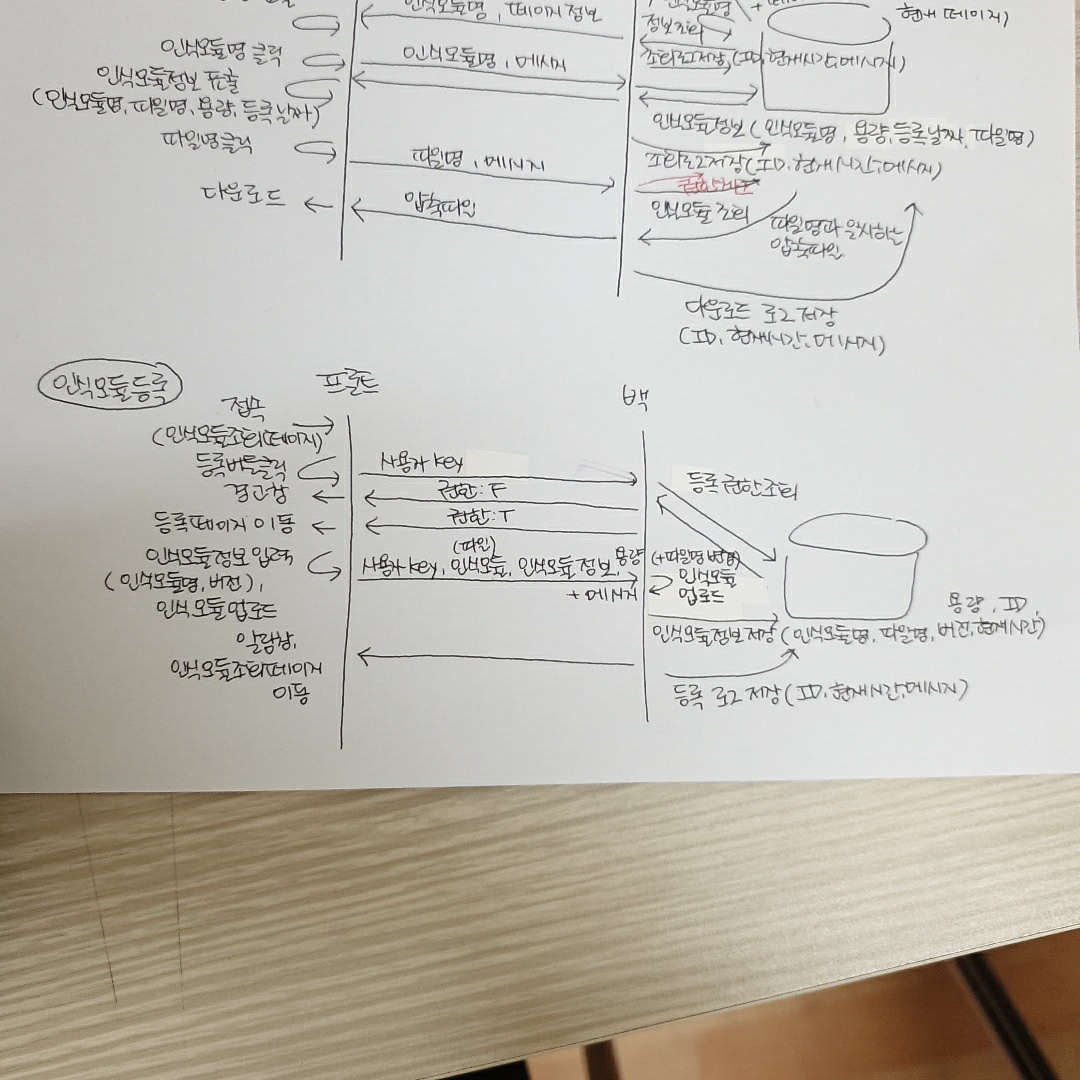 인식모듈명, 페이지 정보
인식모듈명
정보조회
현재 페이지)
인식모듈명 클릭
인식모듈명, 메시지
조회로그저장(ID, 현재시간, 메시지)
인식모듈정보 표출
(인식모듈명, 파일명, 용량, 등록날짜)
인식모듈정보(인식모듈명, 용량, 등록날짜, 파일명)
파일명클릭
파일명, 메시지
조회로그저장(ID, 현재시간, 메시지)
다운로드
압축파일
인식모듈 조회
파일명과 일치하는
압축파일
다운로드 로그 저장
(ID, 현재시간, 메시지)
인식모듈등록
프론트
백
접속
(인식모듈조회페이지)
등록버튼클릭
사용자 key
등록 권한조회
경고창
권한: F
등록페이지 이동
권한: T
인식모듈정보 입력
(인식모듈명, 버전),
인식모듈 업로드
(파일)
사용자 key, 인식모듈, 인식모듈 정보, 용량
+ 메시지
(+파일명 변경)
인식모듈
업로드
용량, ID,
인식모듈정보 저장(인식모듈명, 파일명, 버전, 현재시간)
알림창,
인식모듈조회페이지
이동
등록 로그 저장(ID, 현재시간, 메시지)